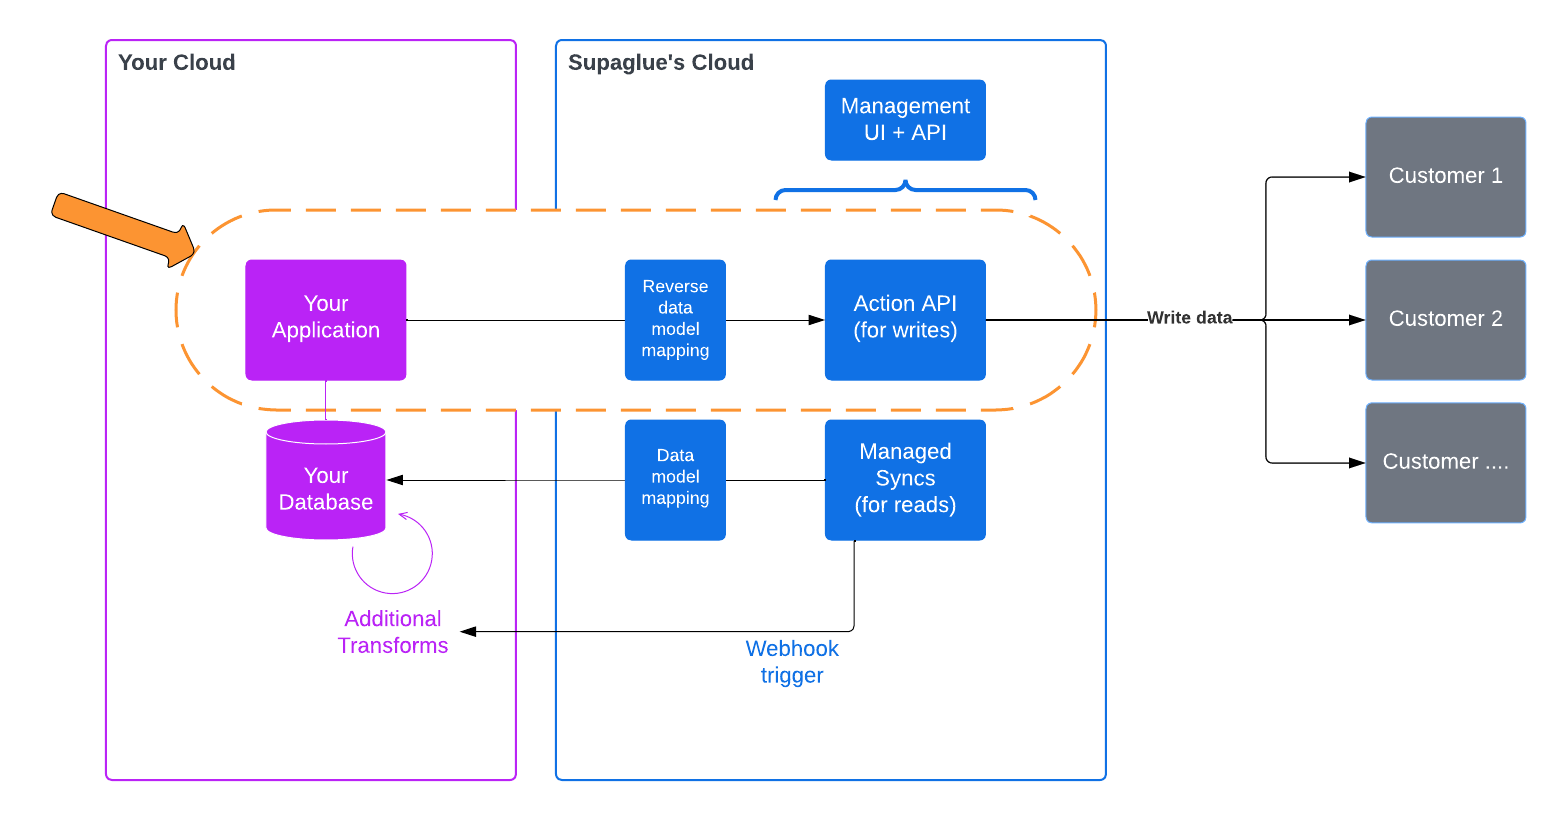 Your Cloud
Supaglue's Cloud
Management
UI + API
Customer 1
Your
Application
Reverse
data
model
mapping
Action API
(for writes)
Write data
Customer 2
Your
Database
Data
model
mapping
Managed
Syncs
(for reads)
Customer ....
Additional
Transforms
Webhook
trigger